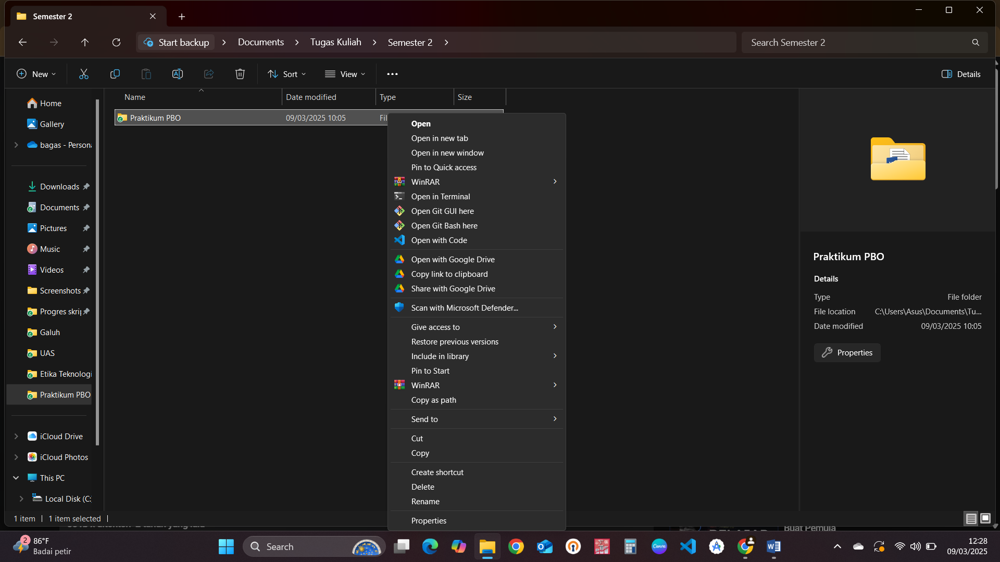 Semester 2
Start backup
Documents
Tugas Kuliah
Semester 2
Search Semester 2
New
Sort
View
Details
Name
Date modified
Type
Size
Home
Gallery
bagas - Persona
Downloads
Documents
Pictures
Music
Videos
Screenshots
Progres skrip
Galuh
UAS
Etika Teknologi
Praktikum PBO
iCloud Drive
iCloud Photos
This PC
Local Disk (C:
Praktikum PBO 09/03/2025 10:05 Fil
Open
Open in new tab
Open in new window
Pin to Quick access
WinRAR
Open in Terminal
Open Git GUI here
Open Git Bash here
Open with Code
Open with Google Drive
Copy link to clipboard
Share with Google Drive
Scan with Microsoft Defender...
Give access to
Restore previous versions
Include in library
Pin to Start
WinRAR
Copy as path
Send to
Cut
Copy
Create shortcut
Delete
Rename
Properties
Praktikum PBO
Details
Type File folder
File location C:\Users\Asus\Documents\Tu...
Date modified 09/03/2025 10:05
Properties
1 item
1 item selected
Buat Pemula
2
86°F
Badai petir
Search
Canva
12:28
09/03/2025